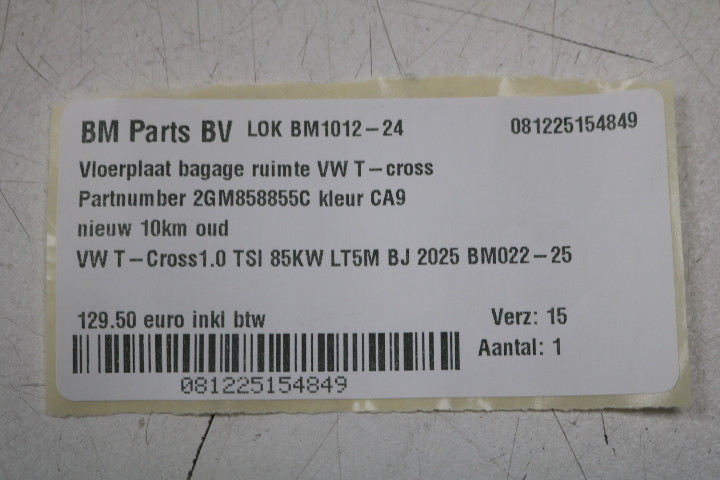 BM Parts BV LOK BM1012-24 081225154849
Vloerplaat bagage ruimte VW T-cross
Partnumber 2GM858855C kleur CA9
nieuw 10km oud
VW T-Cross1.0 TSI 85KW LT5M BJ 2025 BM022-25
129.50 euro inkl btw Verz: 15
Aantal: 1
081225154849